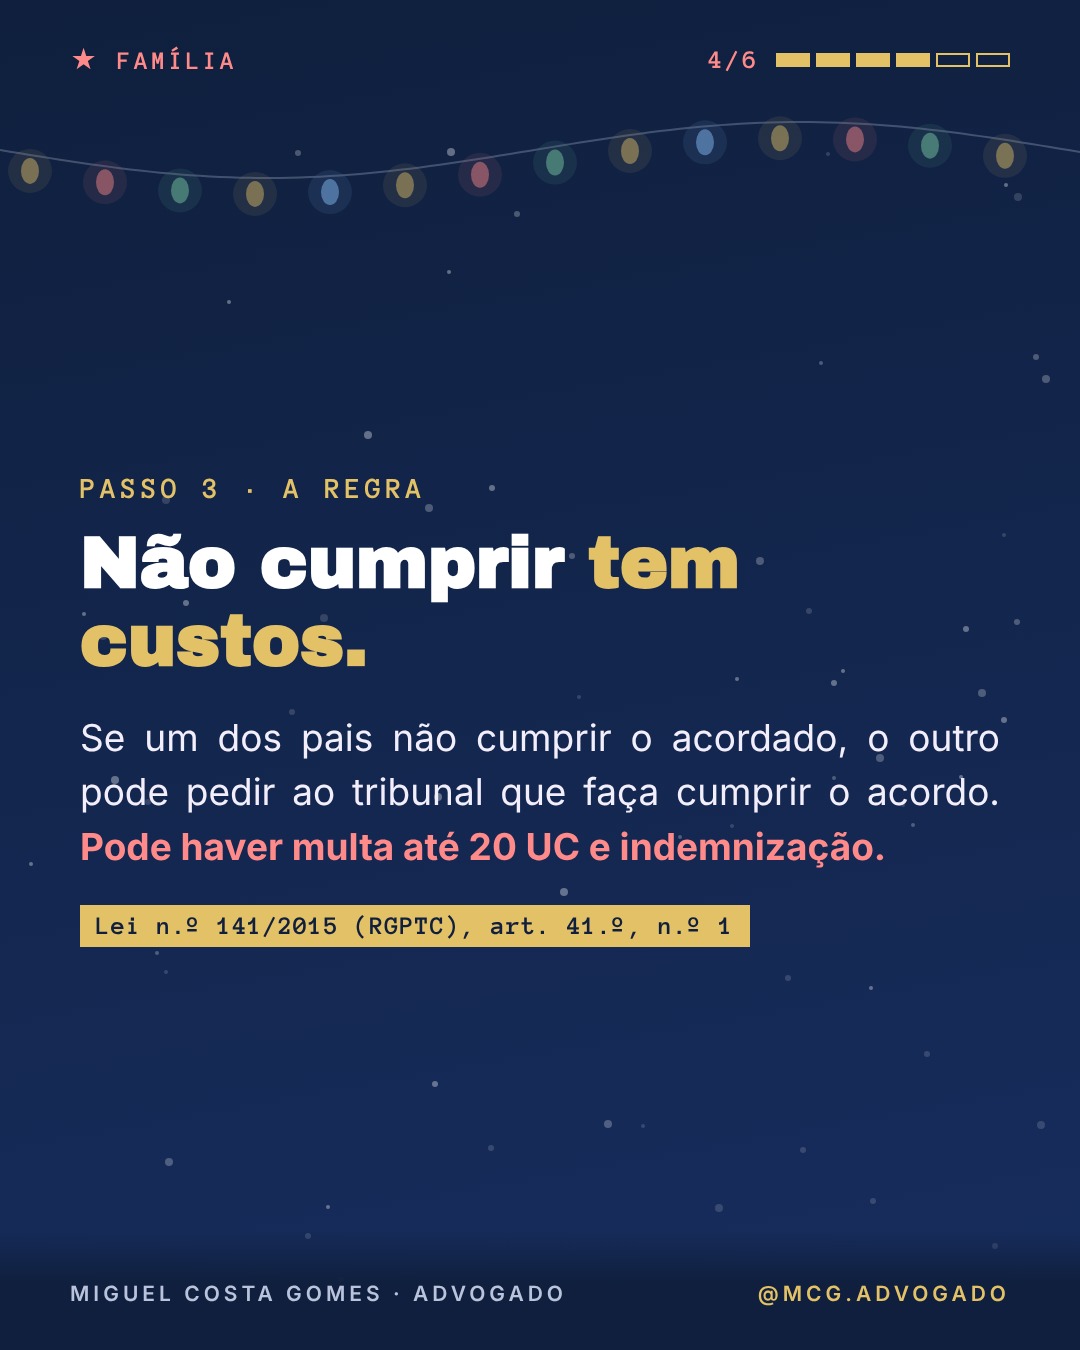 ★ FAMÍLIA
4/6
PASSO 3 · A REGRA
Não cumprir tem
custos.
Se um dos pais não cumprir o acordado, o outro
pode pedir ao tribunal que faça cumprir o acordo.
Pode haver multa até 20 UC e indemnização.
Lei n.º 141/2015 (RGPTC), art. 41.º, n.º 1
MIGUEL COSTA GOMES · ADVOGADO
@MCG.ADVOGADO